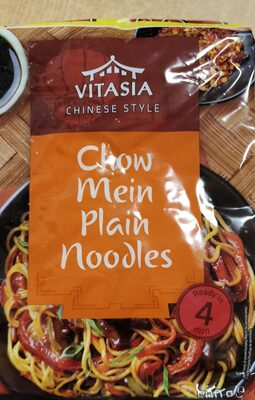 VITASIA
CHINESE STYLE
Chow
Mein
Plain
Noodles
Ready in
4
min